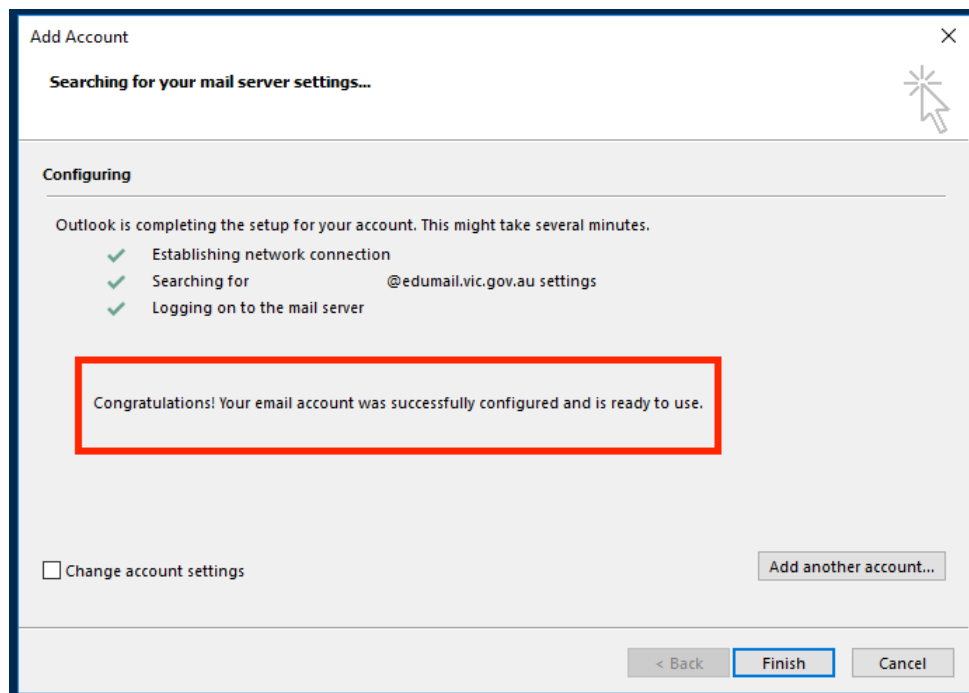 Add Account
Searching for your mail server settings...
Configuring
Outlook is completing the setup for your account. This might take several minutes.
Establishing network connection
Searching for @edumail.vic.gov.au settings
Logging on to the mail server
Congratulations! Your email account was successfully configured and is ready to use.
Change account settings
Add another account...
< Back Finish Cancel